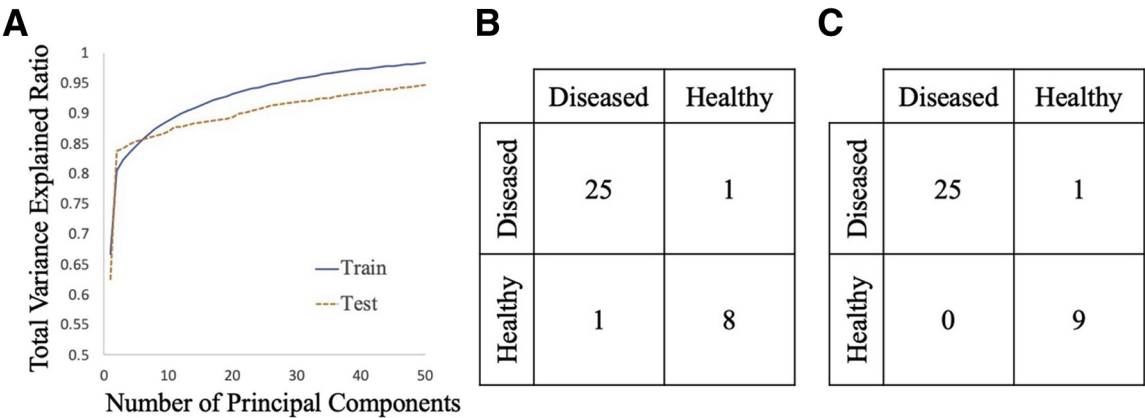 A
Total Variance Explained Ratio
1
0.95
0.9
0.85
0.8
0.75
0.7
0.65
0.6
0.55
0.5
0 10 20 30 40 50
Number of Principal Components
Train
Test
B
Diseased Healthy
Diseased 25 1
Healthy 1 8
C
Diseased Healthy
Diseased 25 1
Healthy 0 9